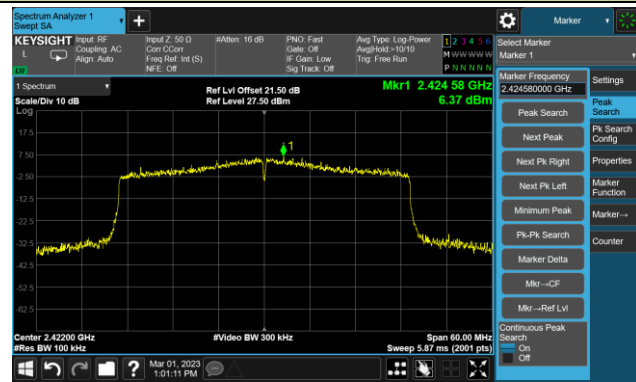 Spectrum Analyzer 1
Swept SA
Marker
KEYSIGHT
L
Input: RF
Coupling: AC
Align: Auto
Input Z: 50 Ω
Corr CCorr
Freq Ref: Int (S)
NFE: Off
#Atten: 16 dB
PNO: Fast
Gate: Off
IF Gain: Low
Sig Track: Off
Avg Type: Log-Power
Avg|Hold:>10/10
Trig: Free Run
1 2 3 4 5 6
M W W W W W
P N N N N N
Select Marker
Marker 1
1 Spectrum
Scale/Div 10 dB
Log
Ref Lvl Offset 21.50 dB
Ref Level 27.50 dBm
Mkr1 2.424 58 GHz
6.37 dBm
17.5
7.50
-2.50
-12.5
-22.5
-32.5
-42.5
-52.5
-62.5
1
Center 2.42200 GHz
#Res BW 100 kHz
#Video BW 300 kHz
Span 60.00 MHz
Sweep 5.87 ms (2001 pts)
Marker Frequency
2.424580000 GHz
Peak Search
Next Peak
Next Pk Right
Next Pk Left
Minimum Peak
Pk-Pk Search
Marker Delta
Mkr→CF
Mkr→Ref Lvl
Continuous Peak
Search
On
Off
Settings
Peak
Search
Pk Search
Config
Properties
Marker
Function
Marker→
Counter
Mar 01, 2023
1:01:11 PM